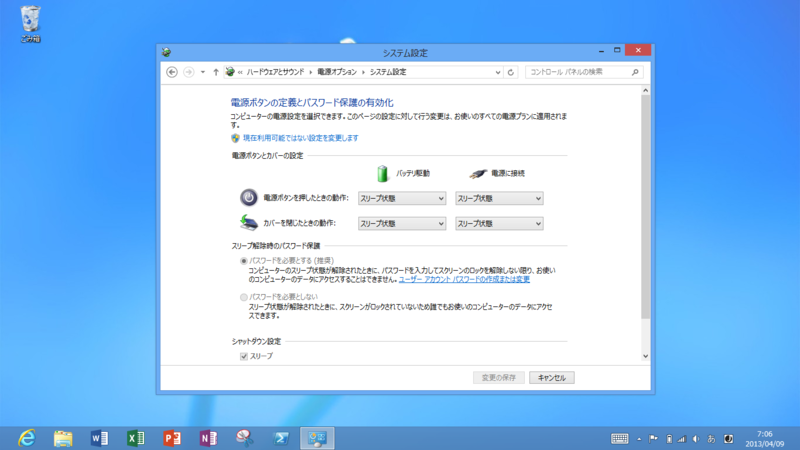 ごみ箱
システム設定
« ハードウェアとサウンド › 電源オプション › システム設定
コントロール パネルの検索
電源ボタンの定義とパスワード保護の有効化
コンピューターの電源設定を選択できます。このページの設定に対して行う変更は、お使いのすべての電源プランに適用されま
す。
現在利用可能ではない設定を変更します
電源ボタンとカバーの設定
バッテリ駆動
電源に接続
電源ボタンを押したときの動作:
スリープ状態
スリープ状態
カバーを閉じたときの動作:
スリープ状態
スリープ状態
スリープ解除時のパスワード保護
パスワードを必要とする (推奨)
コンピューターのスリープ状態が解除されたときに、パスワードを入力してスクリーンのロックを解除しない限り、お使い
のコンピューターのデータにアクセスすることはできません。ユーザー アカウント パスワードの作成または変更
パスワードを必要としない
スリープ状態が解除されたときに、スクリーンがロックされていないため誰でもお使いのコンピューターのデータにアクセ
スできます。
シャットダウン設定
スリープ
変更の保存
キャンセル
あ
7:06
2013/04/09